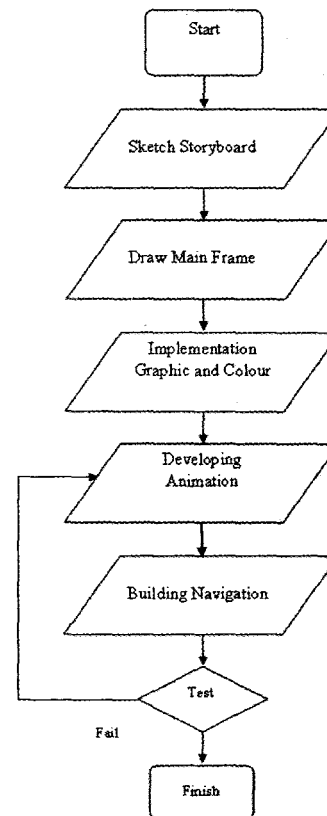 Start
Sketch Storyboard
Draw Main Frame
Implementation
Graphic and Colour
Developing
Animation
Building Navigation
Test
Fail
Finish